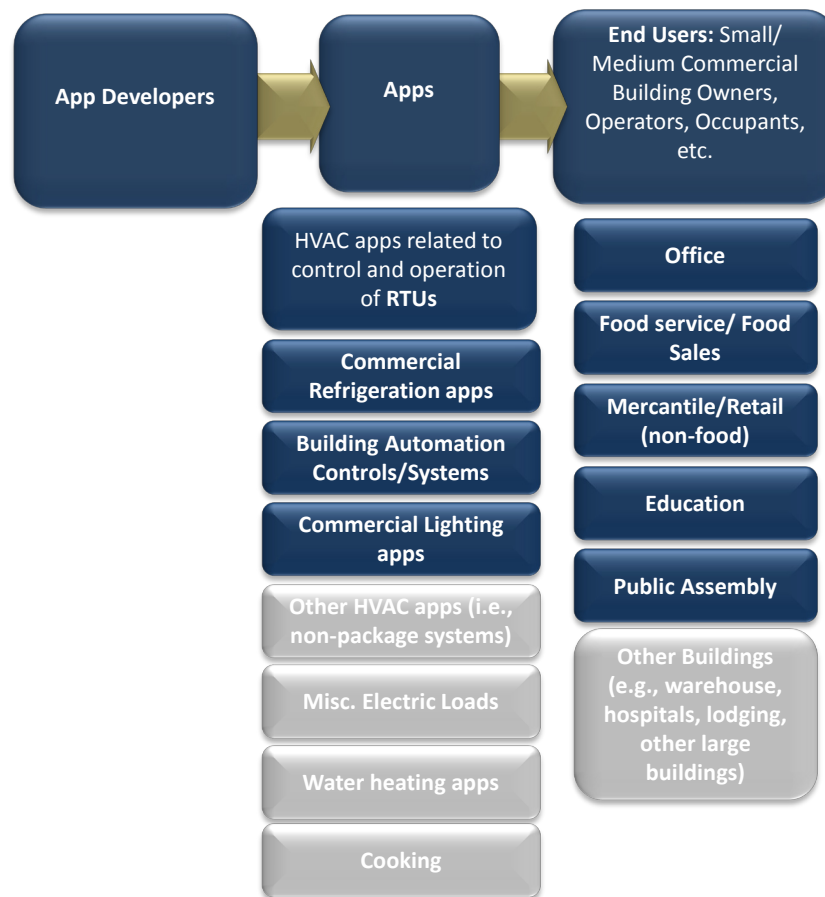 App Developers
Apps
End Users: Small/
Medium Commercial
Building Owners,
Operators, Occupants,
etc.
HVAC apps related to
control and operation
of RTUs
Commercial
Refrigeration apps
Building Automation
Controls/Systems
Commercial Lighting
apps
Other HVAC apps (i.e.,
non-package systems)
Misc. Electric Loads
Water heating apps
Cooking
Office
Food service/ Food
Sales
Mercantile/Retail
(non-food)
Education
Public Assembly
Other Buildings
(e.g., warehouse,
hospitals, lodging,
other large
buildings)